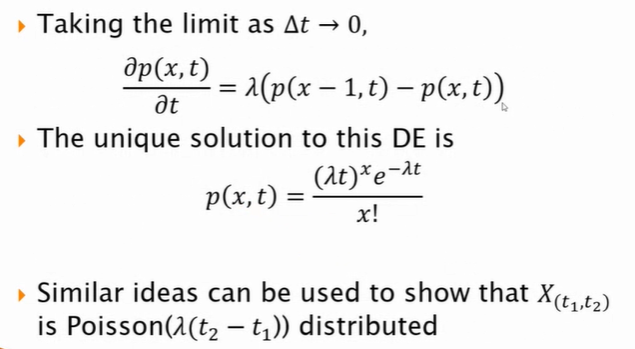 ▸ Taking the limit as Δt → 0,
∂p(x, t)/∂t = λ(p(x − 1, t) − p(x, t))
▸ The unique solution to this DE is
p(x, t) = (λt)^x e^{−λt}/x!
▸ Similar ideas can be used to show that X_{(t₁,t₂)}
is Poisson(λ(t₂ − t₁)) distributed